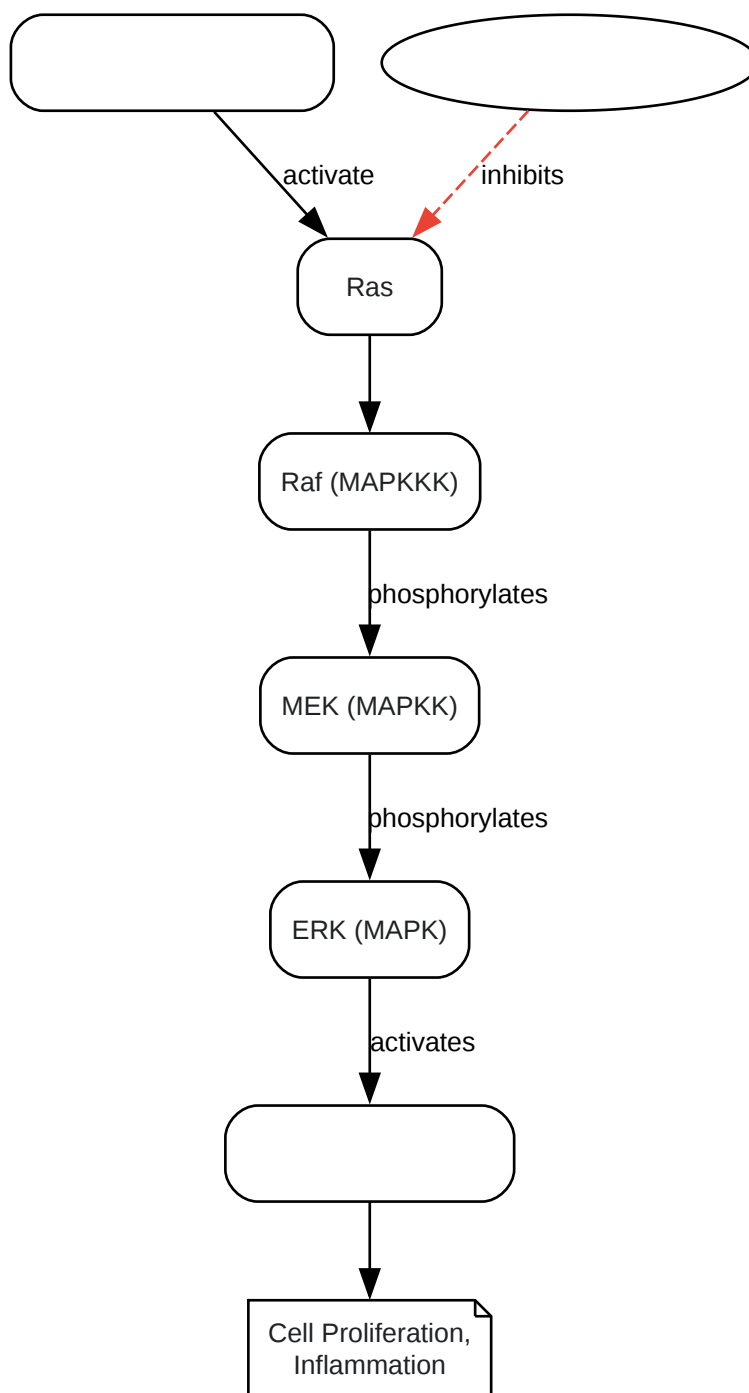 activate
inhibits
Ras
Raf (MAPKKK)
phosphorylates
MEK (MAPKK)
phosphorylates
ERK (MAPK)
activates
Cell Proliferation,
Inflammation